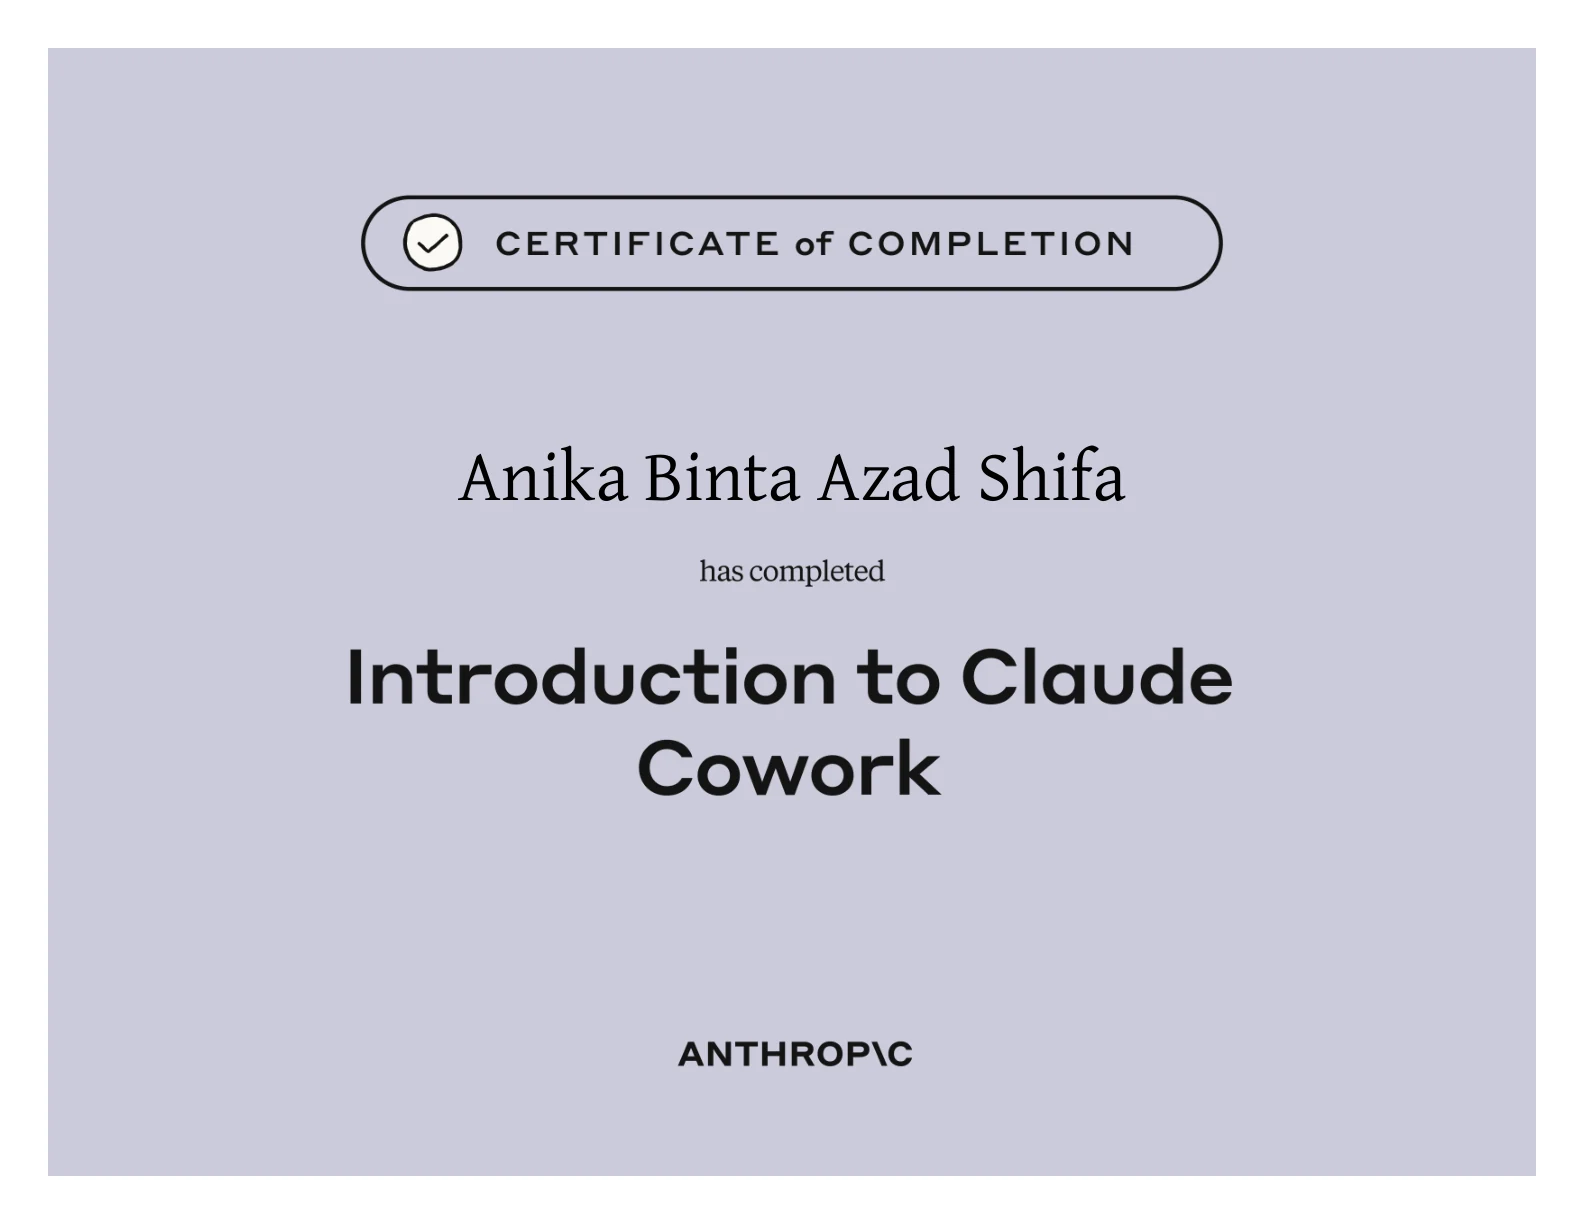 CERTIFICATE of COMPLETION
Anika Binta Azad Shifa
has completed
Introduction to Claude
Cowork
ANTHROP\C